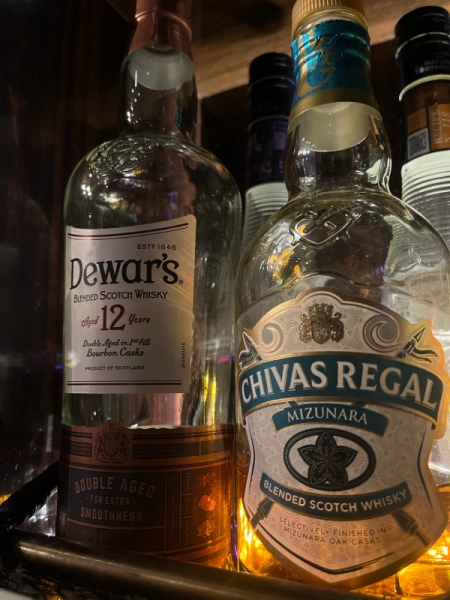 ESTD 1846
Dewar's
BLENDED SCOTCH WHISKY
Aged 12 Years
Double Aged in 1st Fill
Bourbon Casks
PRODUCT OF SCOTLAND
DOUBLE AGED
FOR EXTRA
SMOOTHNESS
CHIVAS REGAL
MIZUNARA
BLENDED SCOTCH WHISKY
SELECTIVELY FINISHED IN
MIZUNARA OAK CASKS